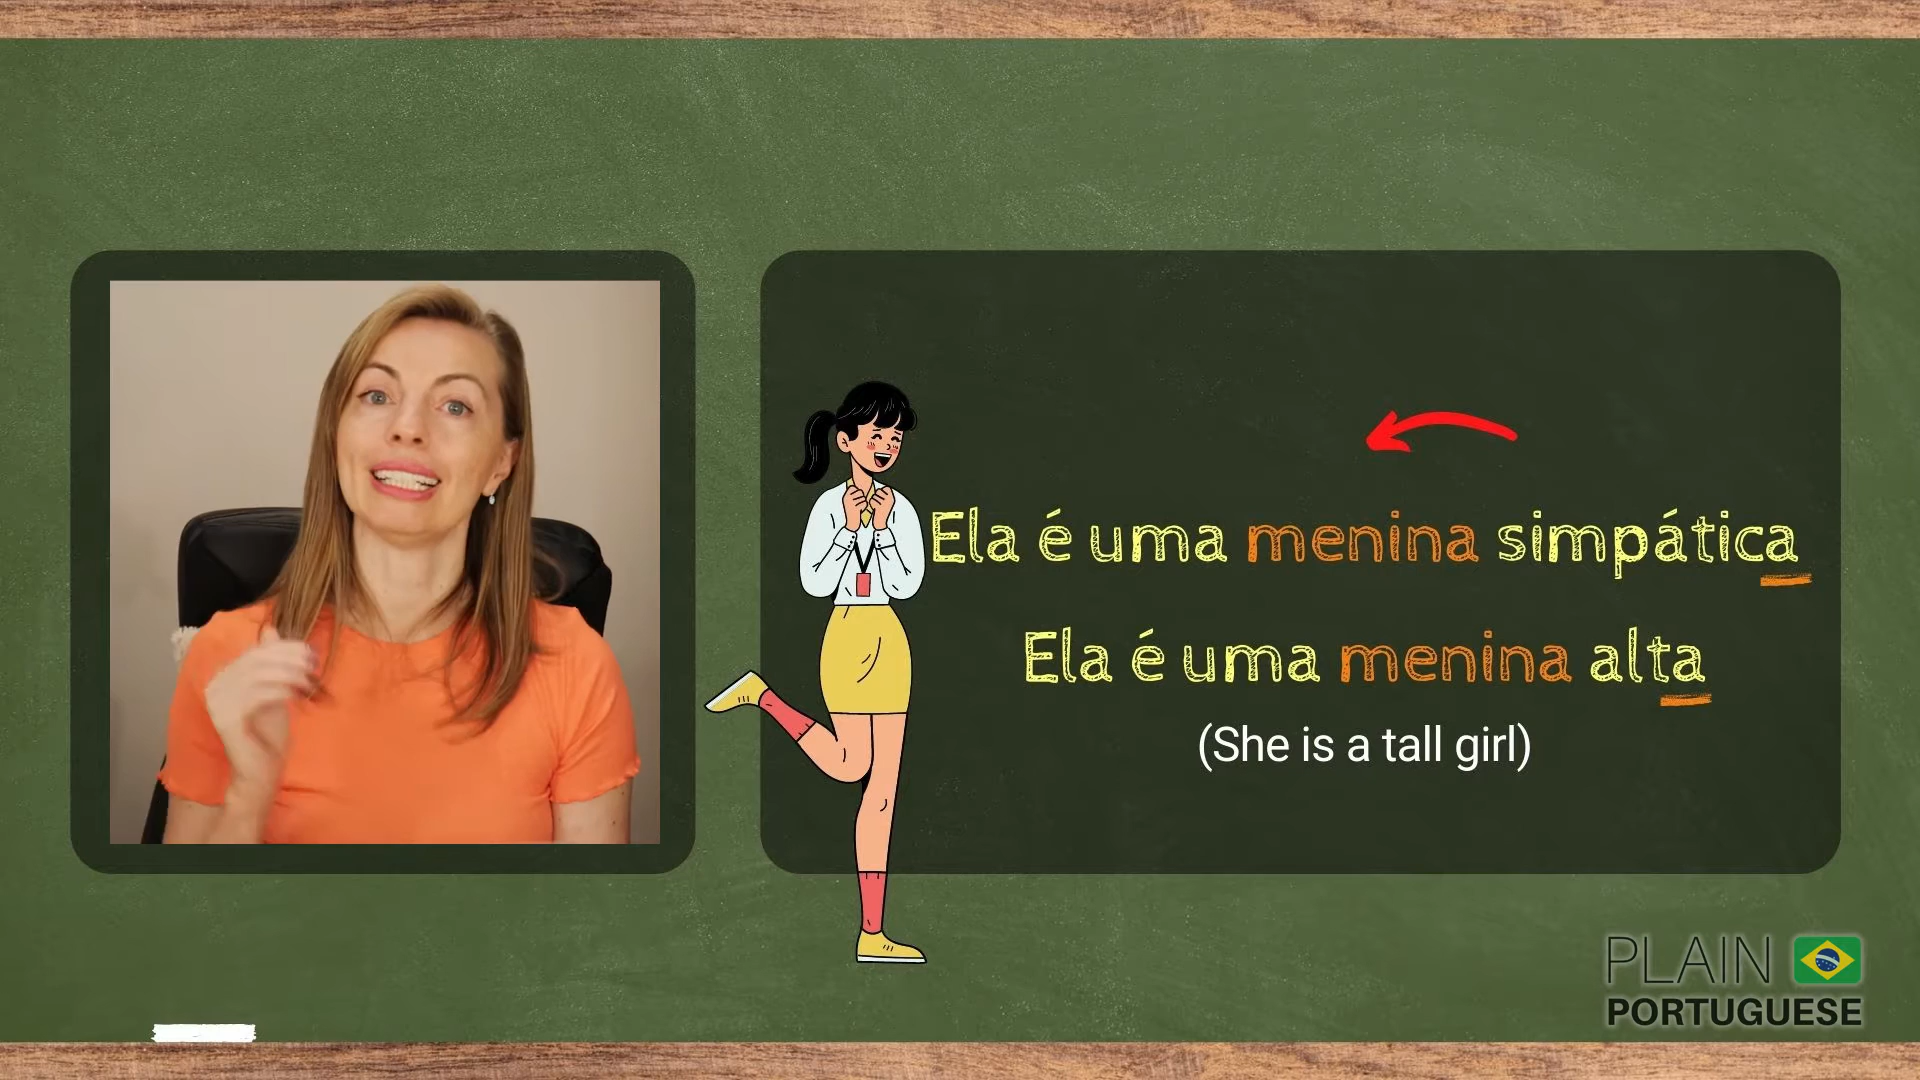 Ela é uma menina simpática
Ela é uma menina alta
(She is a tall girl)
PLAIN
PORTUGUESE